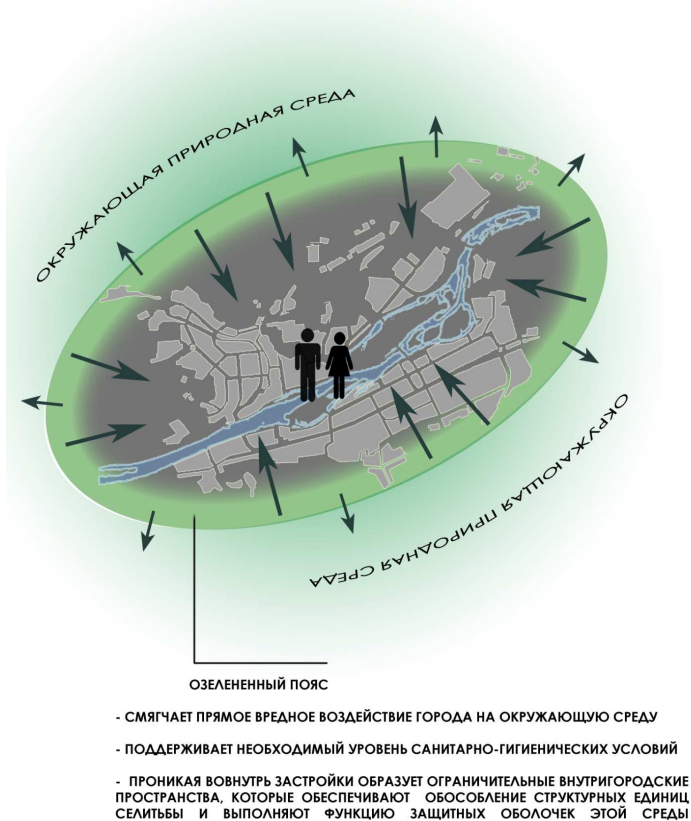 ОКРУЖАЮЩАЯ ПРИРОДНАЯ СРЕДА
ОКРУЖАЮЩАЯ ПРИРОДНАЯ СРЕДА
ОЗЕЛЕНЕННЫЙ ПОЯС
- СМЯГЧАЕТ ПРЯМОЕ ВРЕДНОЕ ВОЗДЕЙСТВИЕ ГОРОДА НА ОКРУЖАЮЩУЮ СРЕДУ
- ПОДДЕРЖИВАЕТ НЕОБХОДИМЫЙ УРОВЕНЬ САНИТАРНО-ГИГИЕНИЧЕСКИХ УСЛОВИЙ
- ПРОНИКАЯ ВОВНУТРЬ ЗАСТРОЙКИ ОБРАЗУЕТ ОГРАНИЧИТЕЛЬНЫЕ ВНУТРИГОРОДСКИЕ
ПРОСТРАНСТВА, КОТОРЫЕ ОБЕСПЕЧИВАЮТ ОБОСОБЛЕНИЕ СТРУКТУРНЫХ ЕДИНИЦ
СЕЛИТЬБЫ И ВЫПОЛНЯЮТ ФУНКЦИЮ ЗАЩИТНЫХ ОБОЛОЧЕК ЭТОЙ СРЕДЫ